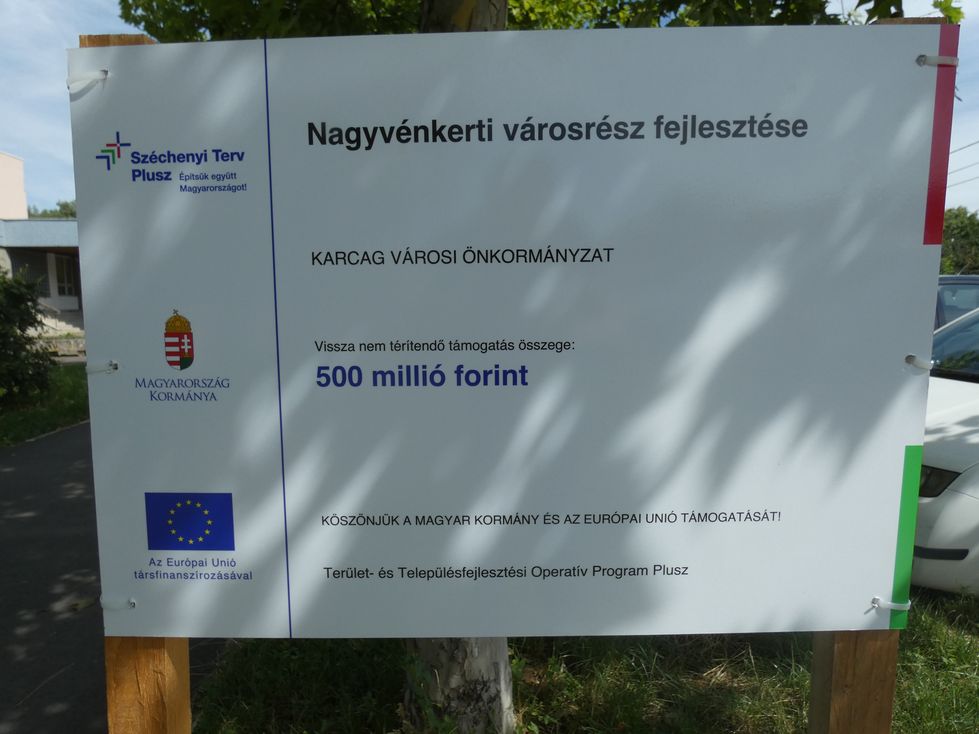 Széchenyi Terv
Plusz Építsük együtt
Magyarországot!
MAGYARORSZÁG
KORMÁNYA
Az Európai Unió
társfinanszírozásával
Nagyvénkerti városrész fejlesztése
KARCAG VÁROSI ÖNKORMÁNYZAT
Vissza nem térítendő támogatás összege:
500 millió forint
KÖSZÖNJÜK A MAGYAR KORMÁNY ÉS AZ EURÓPAI UNIÓ TÁMOGATÁSÁT!
Terület- és Településfejlesztési Operatív Program Plusz